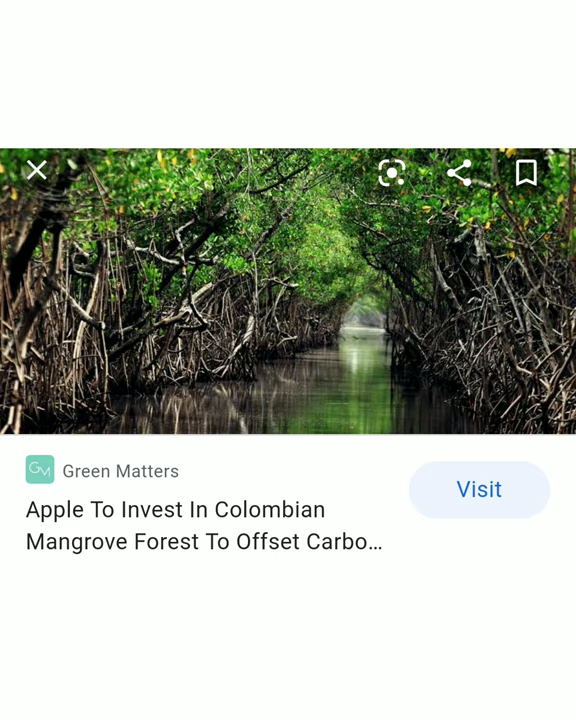 GM
Green Matters
Apple To Invest In Colombian
Mangrove Forest To Offset Carbo...
Visit